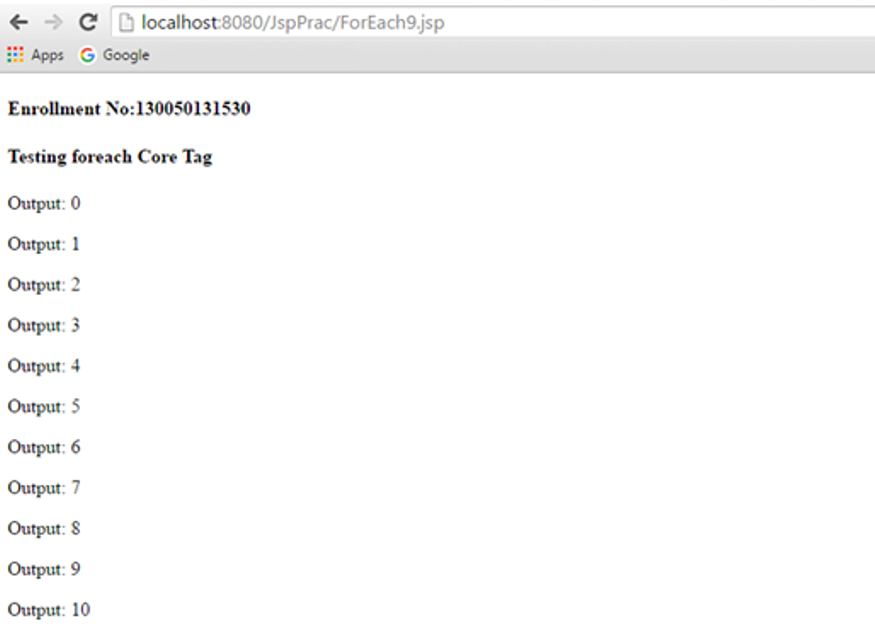 localhost:8080/JspPrac/ForEach9.jsp
Apps Google
Enrollment No:130050131530
Testing foreach Core Tag
Output: 0
Output: 1
Output: 2
Output: 3
Output: 4
Output: 5
Output: 6
Output: 7
Output: 8
Output: 9
Output: 10